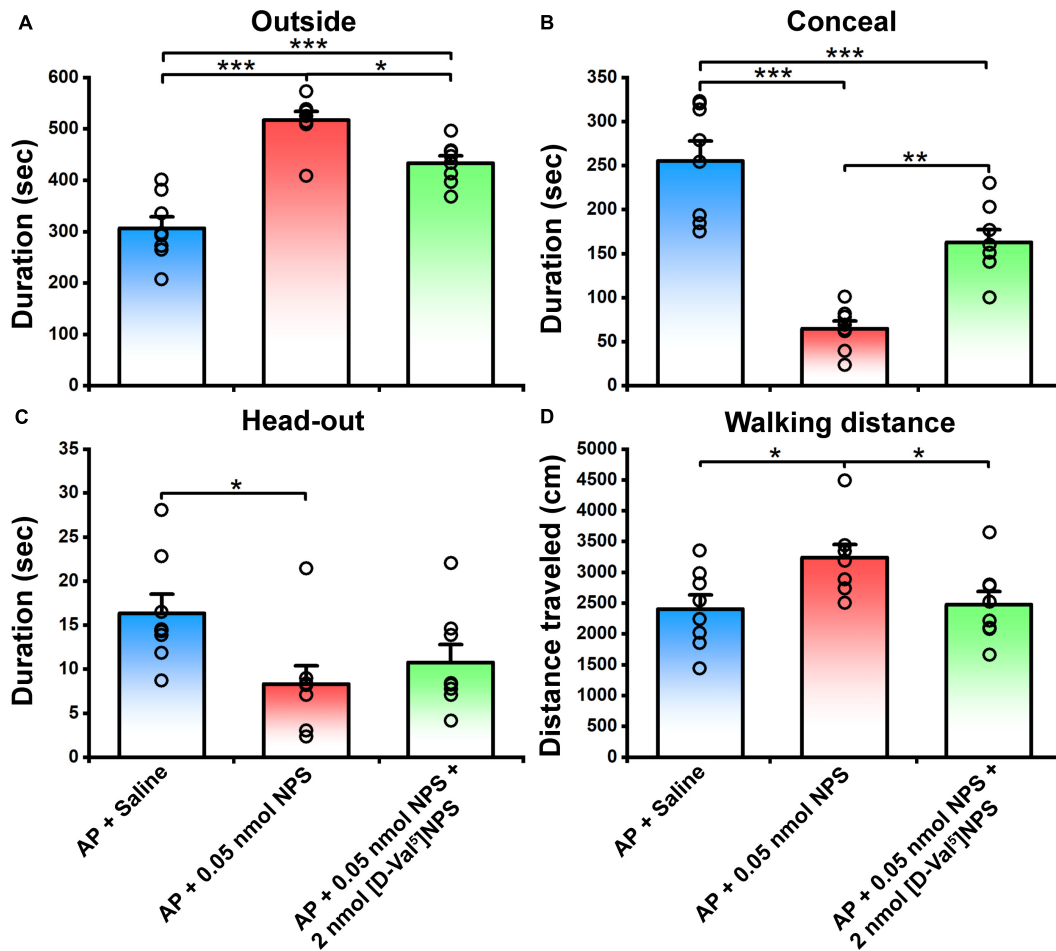 A
Outside
***
***
*
Duration (sec)
600
500
400
300
200
100
0
B
Conceal
***
***
**
Duration (sec)
350
300
250
200
150
100
50
0
C
Head-out
*
Duration (sec)
35
30
25
20
15
10
5
0
AP + Saline
AP + 0.05 nmol NPS
AP + 0.05 nmol NPS +
2 nmol [D-Val⁵]NPS
D
Walking distance
*
*
Distance traveled (cm)
5000
4500
4000
3500
3000
2500
2000
1500
1000
500
0
AP + Saline
AP + 0.05 nmol NPS
AP + 0.05 nmol NPS +
2 nmol [D-Val⁵]NPS